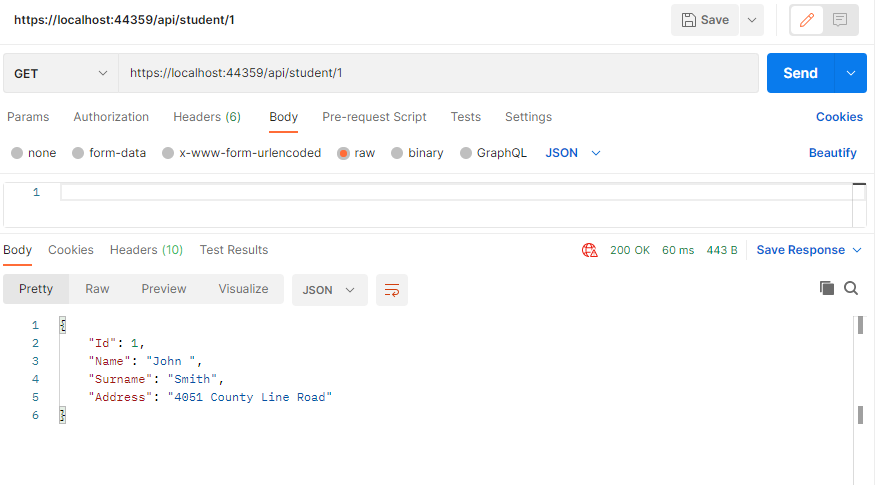 https://localhost:44359/api/student/1 Save
GET https://localhost:44359/api/student/1 Send
Params Authorization Headers (6) Body Pre-request Script Tests Settings Cookies
none form-data x-www-form-urlencoded raw binary GraphQL JSON Beautify
1
Body Cookies Headers (10) Test Results 200 OK 60 ms 443 B Save Response
Pretty Raw Preview Visualize JSON
1 {
2 "Id": 1,
3 "Name": "John ",
4 "Surname": "Smith",
5 "Address": "4051 County Line Road"
6 }